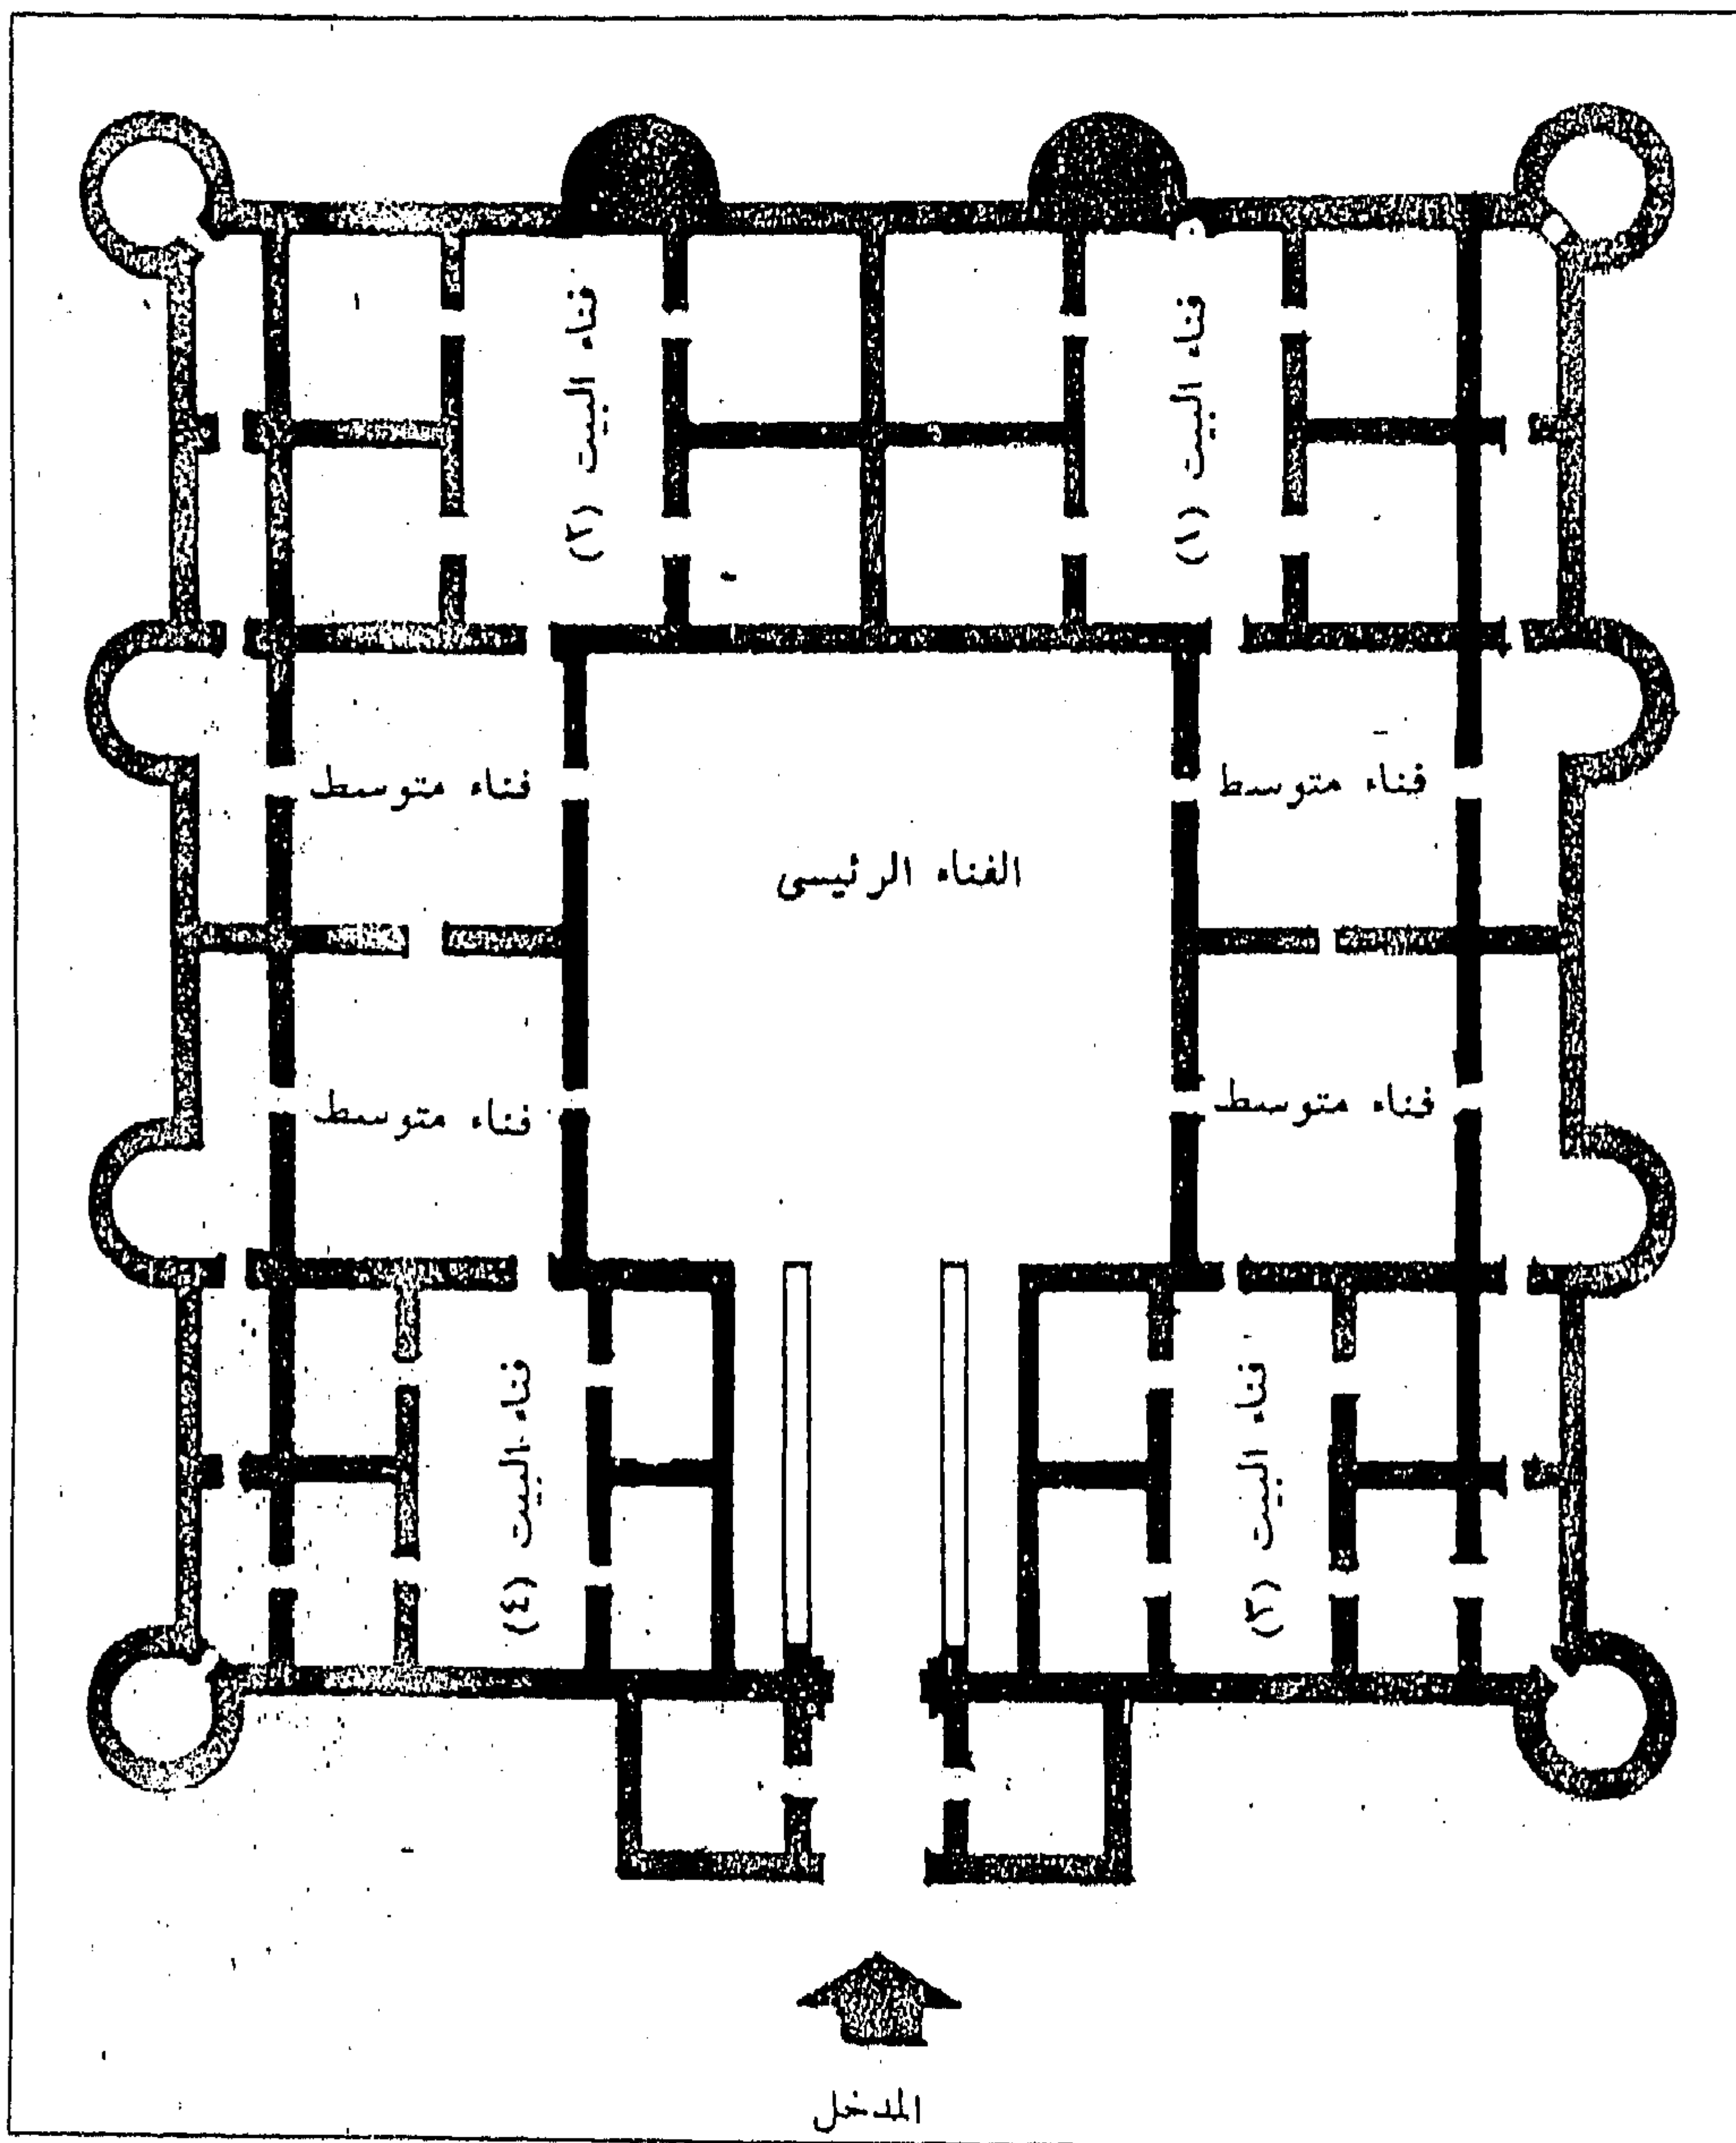 فناء البيت (١)
فناء البيت (٢)
فناء متوسط
فناء متوسط
الفناء الرئيسى
فناء متوسط
فناء متوسط
فناء البيت (٣)
فناء البيت (٤)
المدخل